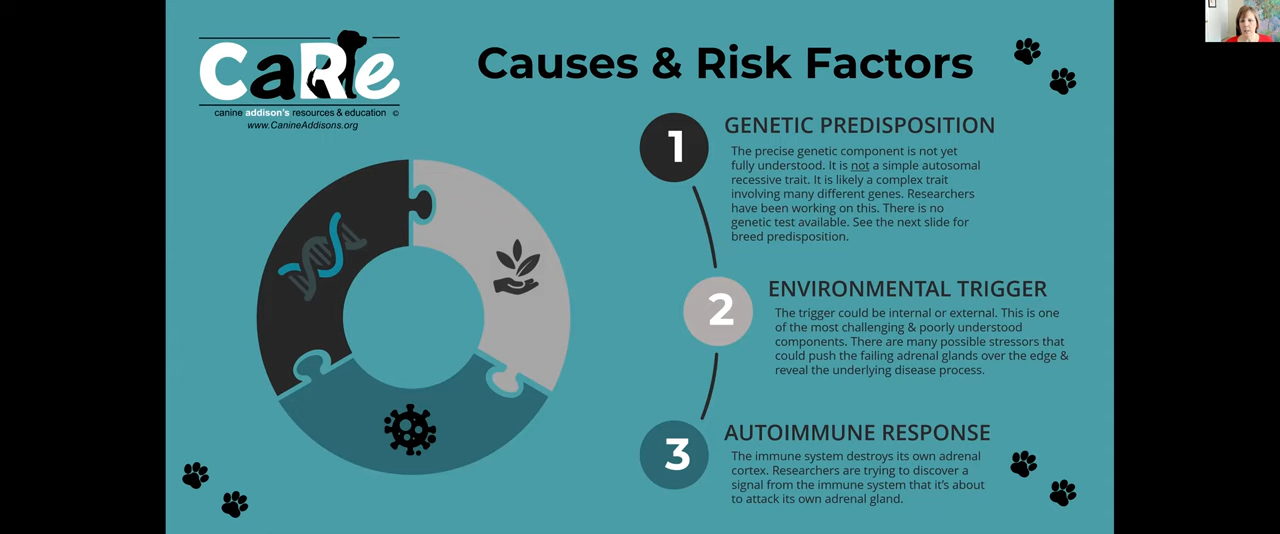 CaRe
canine addison's resources & education ©
www.CanineAddisons.org
Causes & Risk Factors
1
GENETIC PREDISPOSITION
The precise genetic component is not yet
fully understood. It is not a simple autosomal
recessive trait. It is likely a complex trait
involving many different genes. Researchers
have been working on this. There is no
genetic test available. See the next slide for
breed predisposition.
2
ENVIRONMENTAL TRIGGER
The trigger could be internal or external. This is one
of the most challenging & poorly understood
components. There are many possible stressors that
could push the failing adrenal glands over the edge &
reveal the underlying disease process.
3
AUTOIMMUNE RESPONSE
The immune system destroys its own adrenal
cortex. Researchers are trying to discover a
signal from the immune system that it's about
to attack its own adrenal gland.